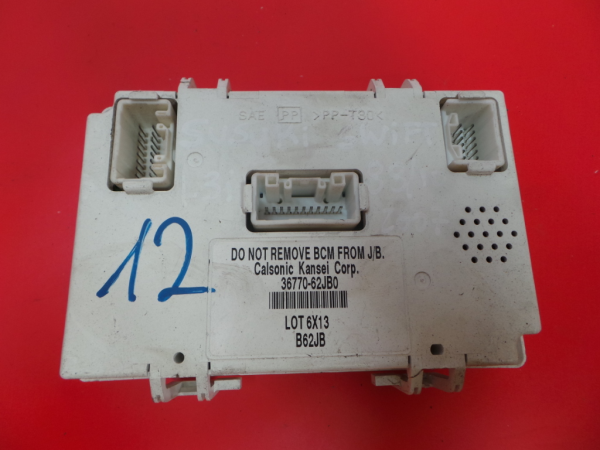 SAE PP >PP-T30<
12
DO NOT REMOVE BCM FROM J/B.
Calsonic Kansei Corp.
36770-62JB0
LOT 6X13
B62JB